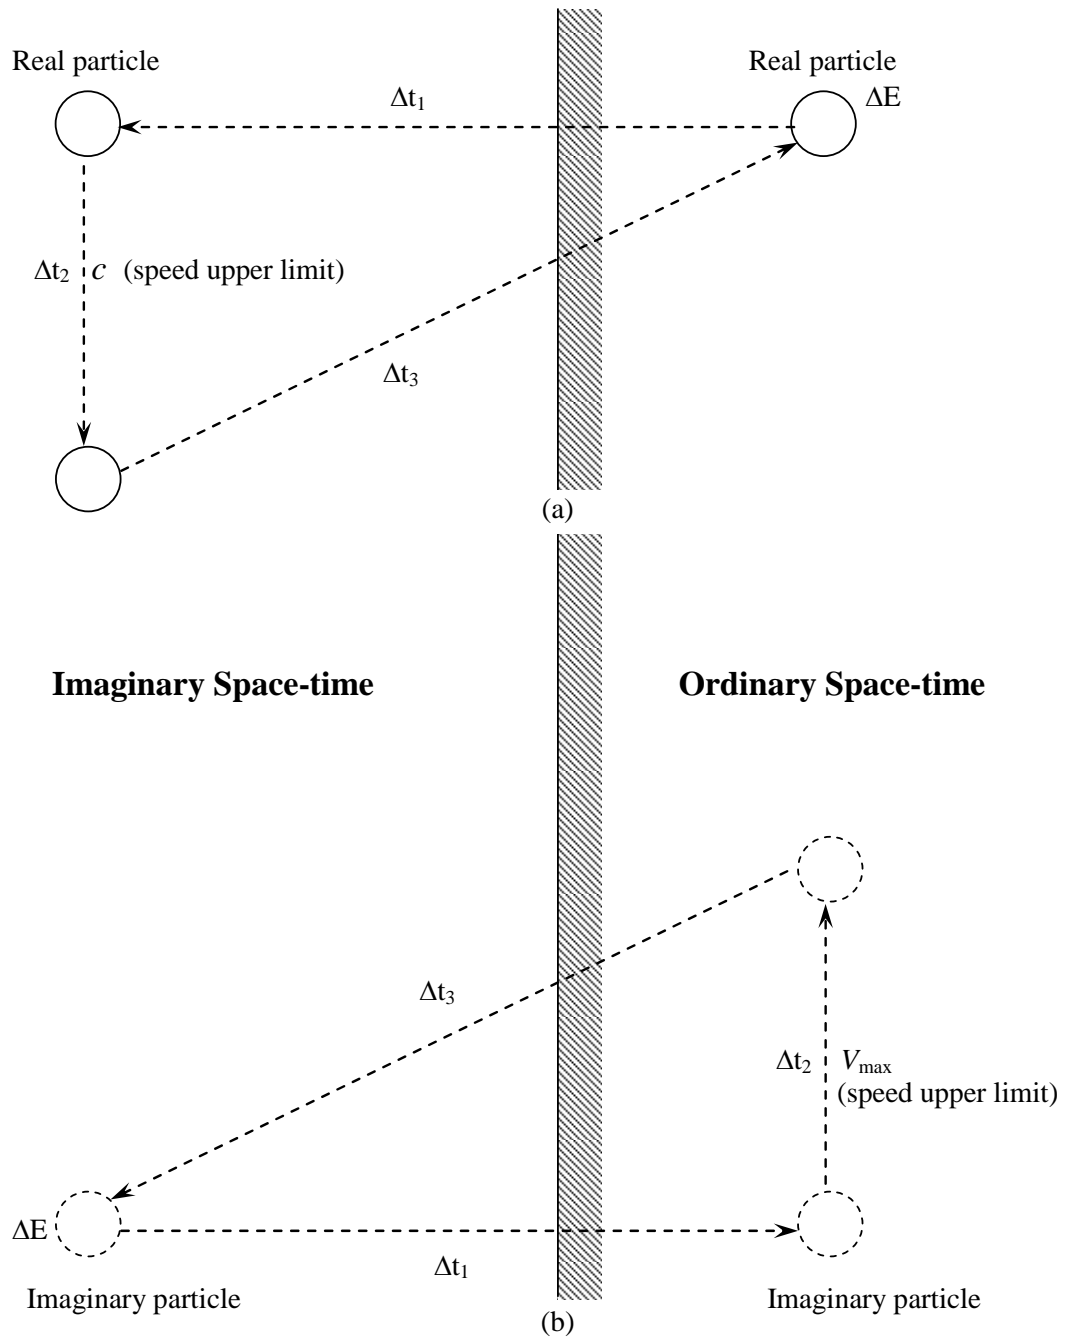 Real particle
Real particle
Δt₁
ΔE
Δt₂ c (speed upper limit)
Δt₃
(a)
Imaginary Space-time
Ordinary Space-time
Δt₃
Δt₂ Vmax
(speed upper limit)
ΔE
Δt₁
Imaginary particle
Imaginary particle
(b)